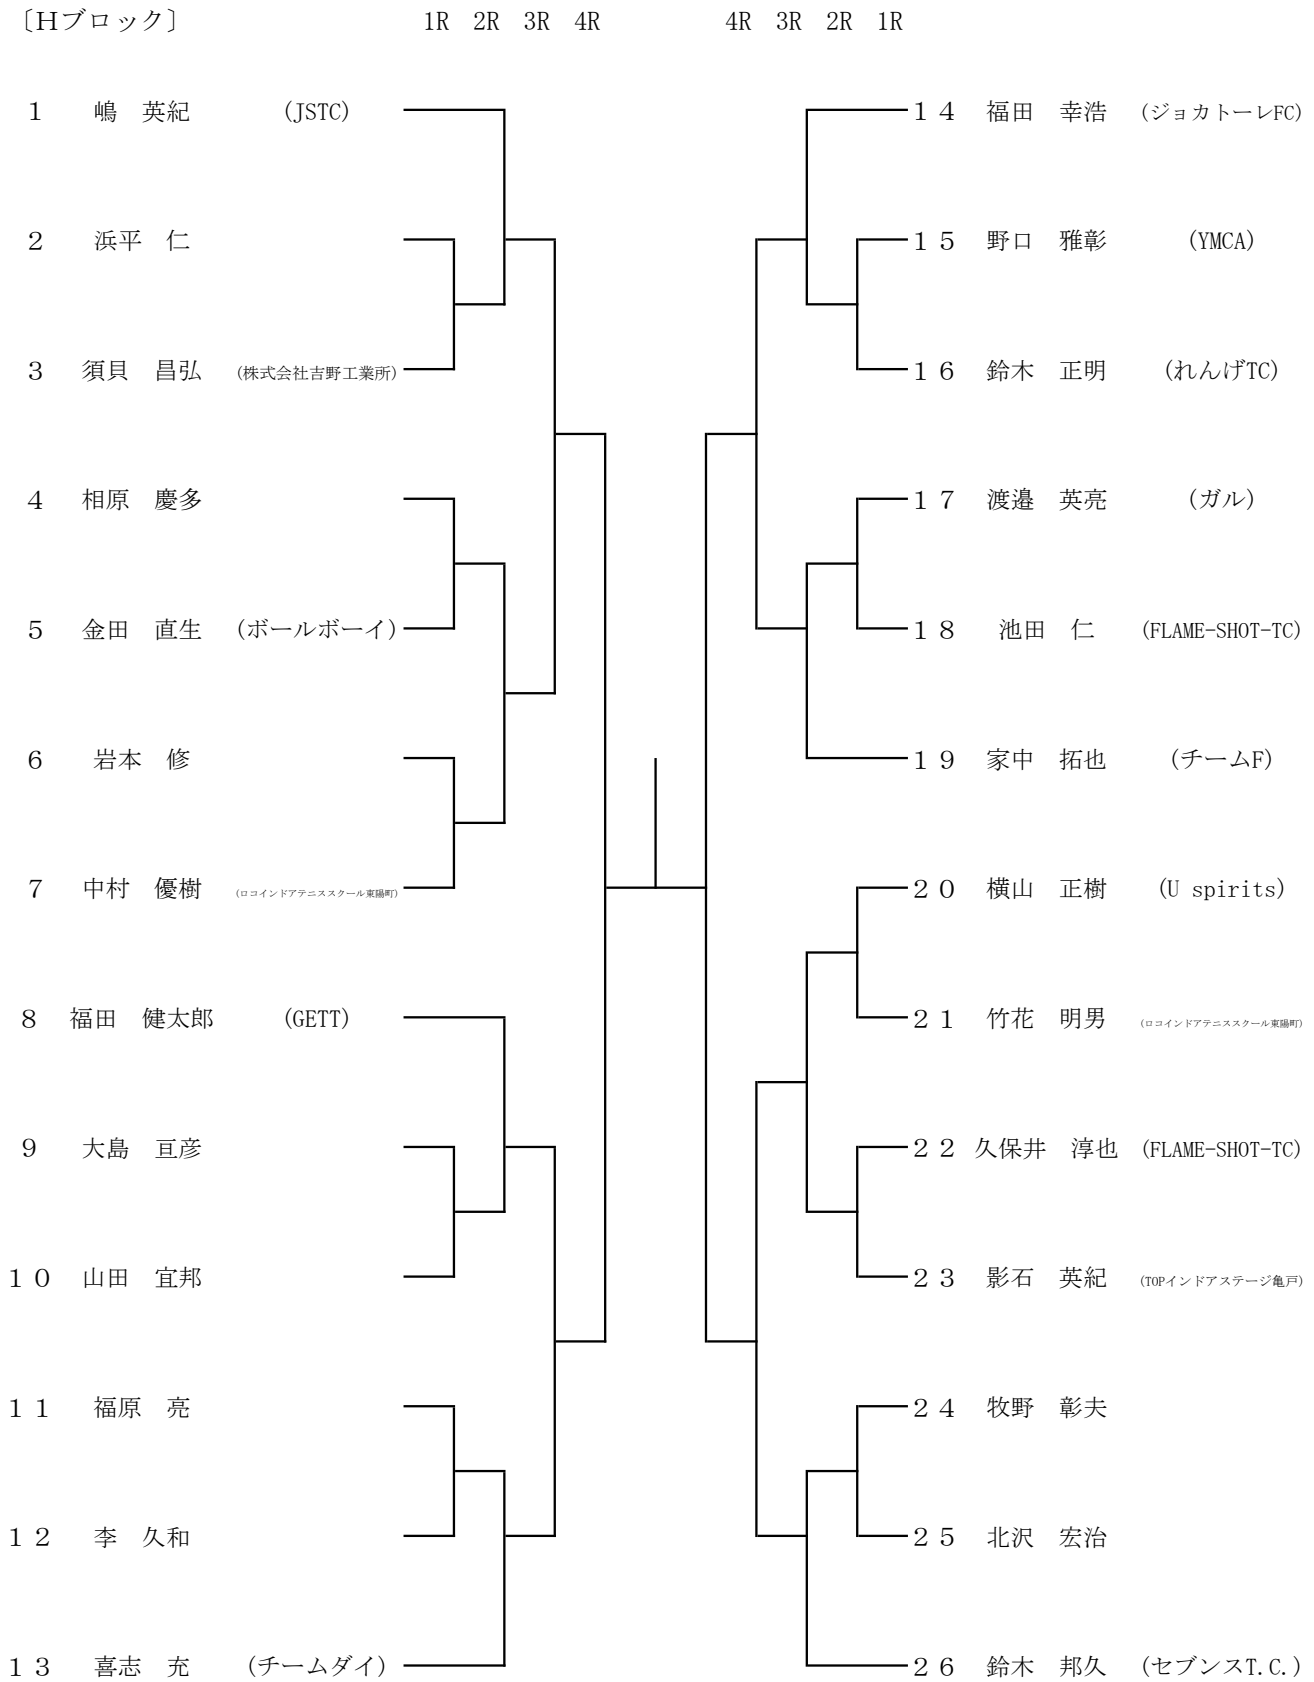 〔Hブロック〕 1R 2R 3R 4R 4R 3R 2R 1R
1 嶋 英紀 (JSTC) 14 福田 幸浩 (ジョカトーレFC)
2 浜平 仁 15 野口 雅彰 (YMCA)
3 須貝 昌弘 (株式会社吉野工業所) 16 鈴木 正明 (れんげTC)
4 相原 慶多 17 渡邉 英亮 (ガル)
5 金田 直生 (ボールボーイ) 18 池田 仁 (FLAME-SHOT-TC)
6 岩本 修 19 家中 拓也 (チームF)
7 中村 優樹 (ロコインドアテニススクール東陽町) 20 横山 正樹 (U spirits)
8 福田 健太郎 (GETT) 21 竹花 明男 (ロコインドアテニススクール東陽町)
9 大島 亘彦 22 久保井 淳也 (FLAME-SHOT-TC)
10 山田 宜邦 23 影石 英紀 (TOPインドアステージ亀戸)
11 福原 亮 24 牧野 彰夫
12 李 久和 25 北沢 宏治
13 喜志 充 (チームダイ) 26 鈴木 邦久 (セブンスT.C.)